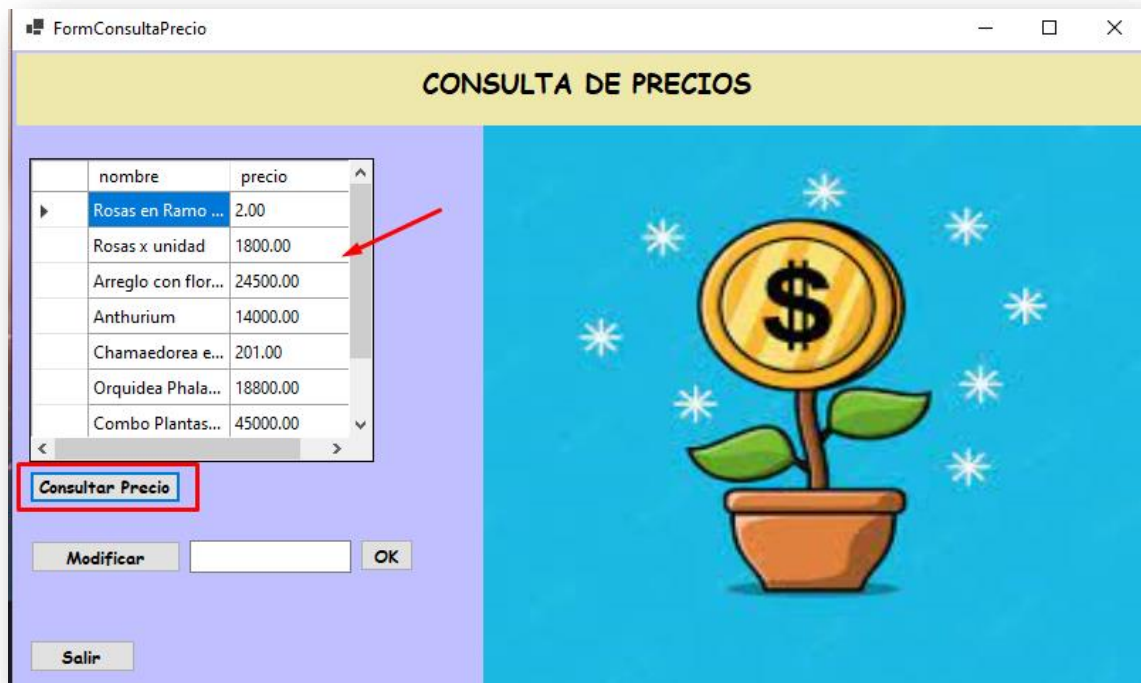 FormConsultaPrecio
CONSULTA DE PRECIOS
nombre precio
Rosas en Ramo ... 2.00
Rosas x unidad 1800.00
Arreglo con flor... 24500.00
Anthurium 14000.00
Chamaedorea e... 201.00
Orquidea Phala... 18800.00
Combo Plantas... 45000.00
Consultar Precio
Modificar OK
Salir
$